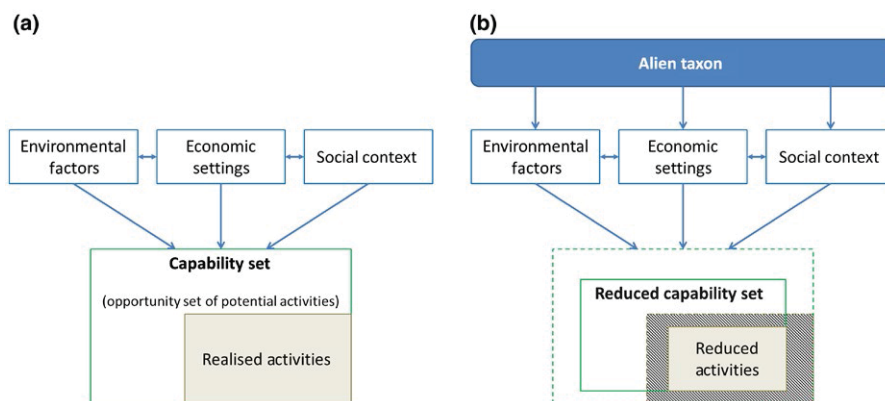 (a)
Environmental
factors
Economic
settings
Social context
Capability set
(opportunity set of potential activities)
Realised activities
(b)
Alien taxon
Environmental
factors
Economic
settings
Social context
Reduced capability set
Reduced
activities